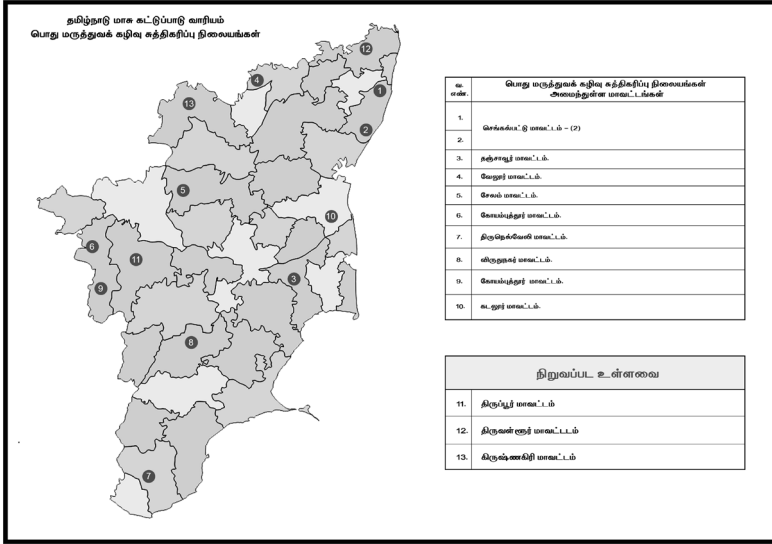 தமிழ்நாடு மாசு கட்டுப்பாடு வாரியம்
பொது மருத்துவக் கழிவு சுத்திகரிப்பு நிலையங்கள்
12
4
1
13
2
5
10
6
11
3
9
8
7
வ. எண். பொது மருத்துவக் கழிவு சுத்திகரிப்பு நிலையங்கள் அமைந்துள்ள மாவட்டங்கள்
1.
செங்கல்பட்டு மாவட்டம் – (2)
2.
3. தஞ்சாவூர் மாவட்டம்.
4. வேலூர் மாவட்டம்.
5. சேலம் மாவட்டம்.
6. கோயம்புத்தூர் மாவட்டம்.
7. திருநெல்வேலி மாவட்டம்.
8. விருதுநகர் மாவட்டம்.
9. கோயம்புத்தூர் மாவட்டம்.
10. கடலூர் மாவட்டம்.
நிறுவப்பட உள்ளவை
11. திருப்பூர் மாவட்டம்
12. திருவள்ளூர் மாவட்டடம்
13. கிருஷ்ணகிரி மாவட்டம்